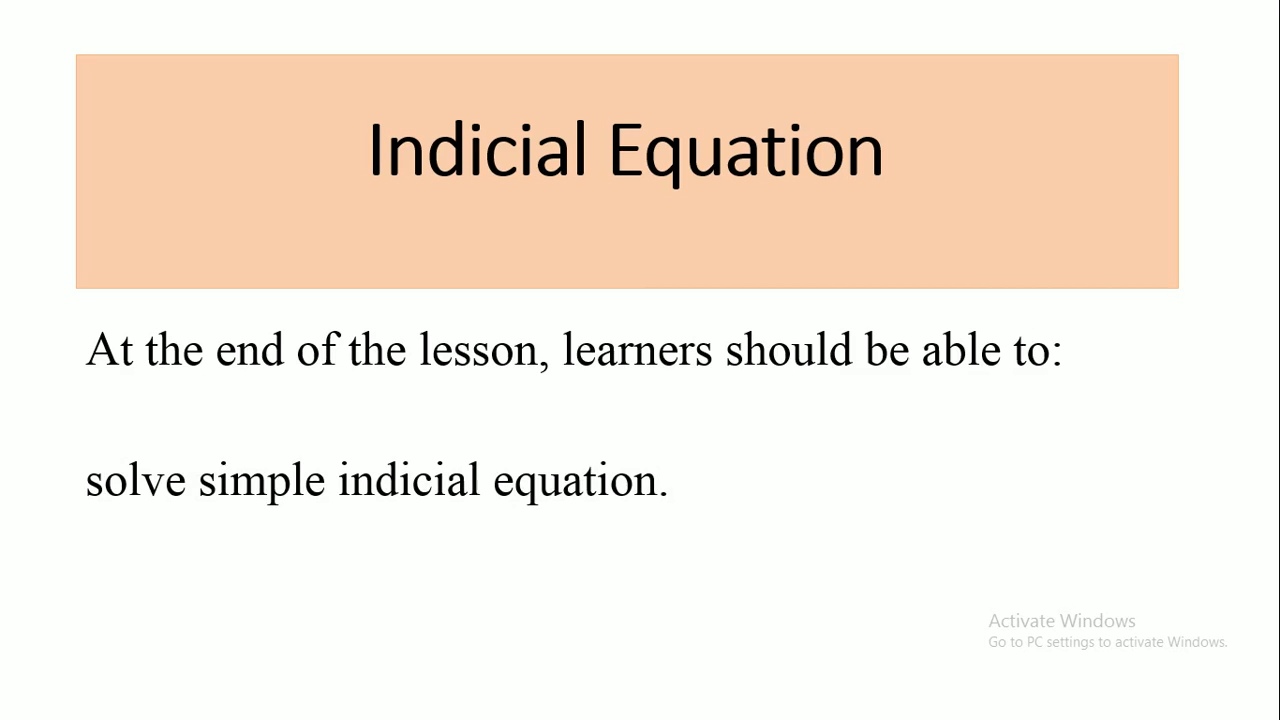 Indicial Equation
At the end of the lesson, learners should be able to:
solve simple indicial equation.
Activate Windows
Go to PC settings to activate Windows.